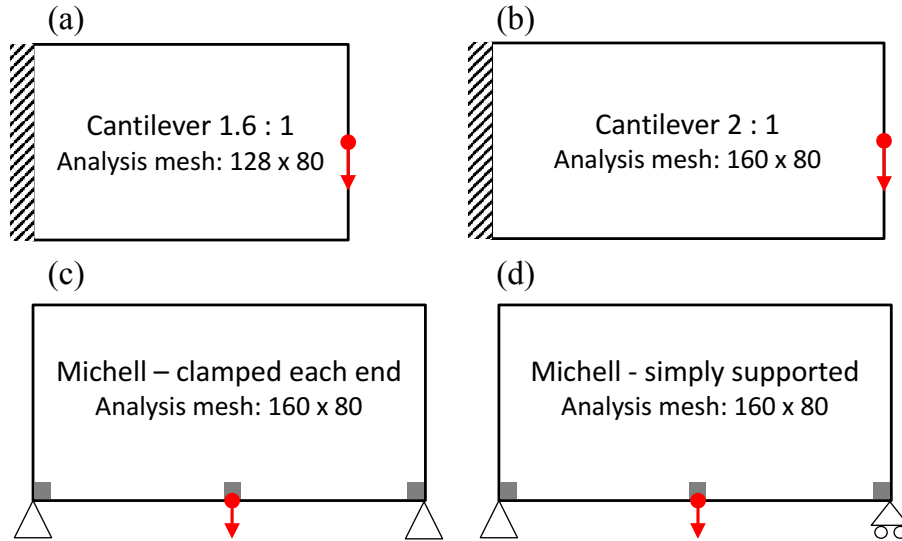 (a)
Cantilever 1.6 : 1
Analysis mesh: 128 x 80
(b)
Cantilever 2 : 1
Analysis mesh: 160 x 80
(c)
Michell – clamped each end
Analysis mesh: 160 x 80
(d)
Michell - simply supported
Analysis mesh: 160 x 80